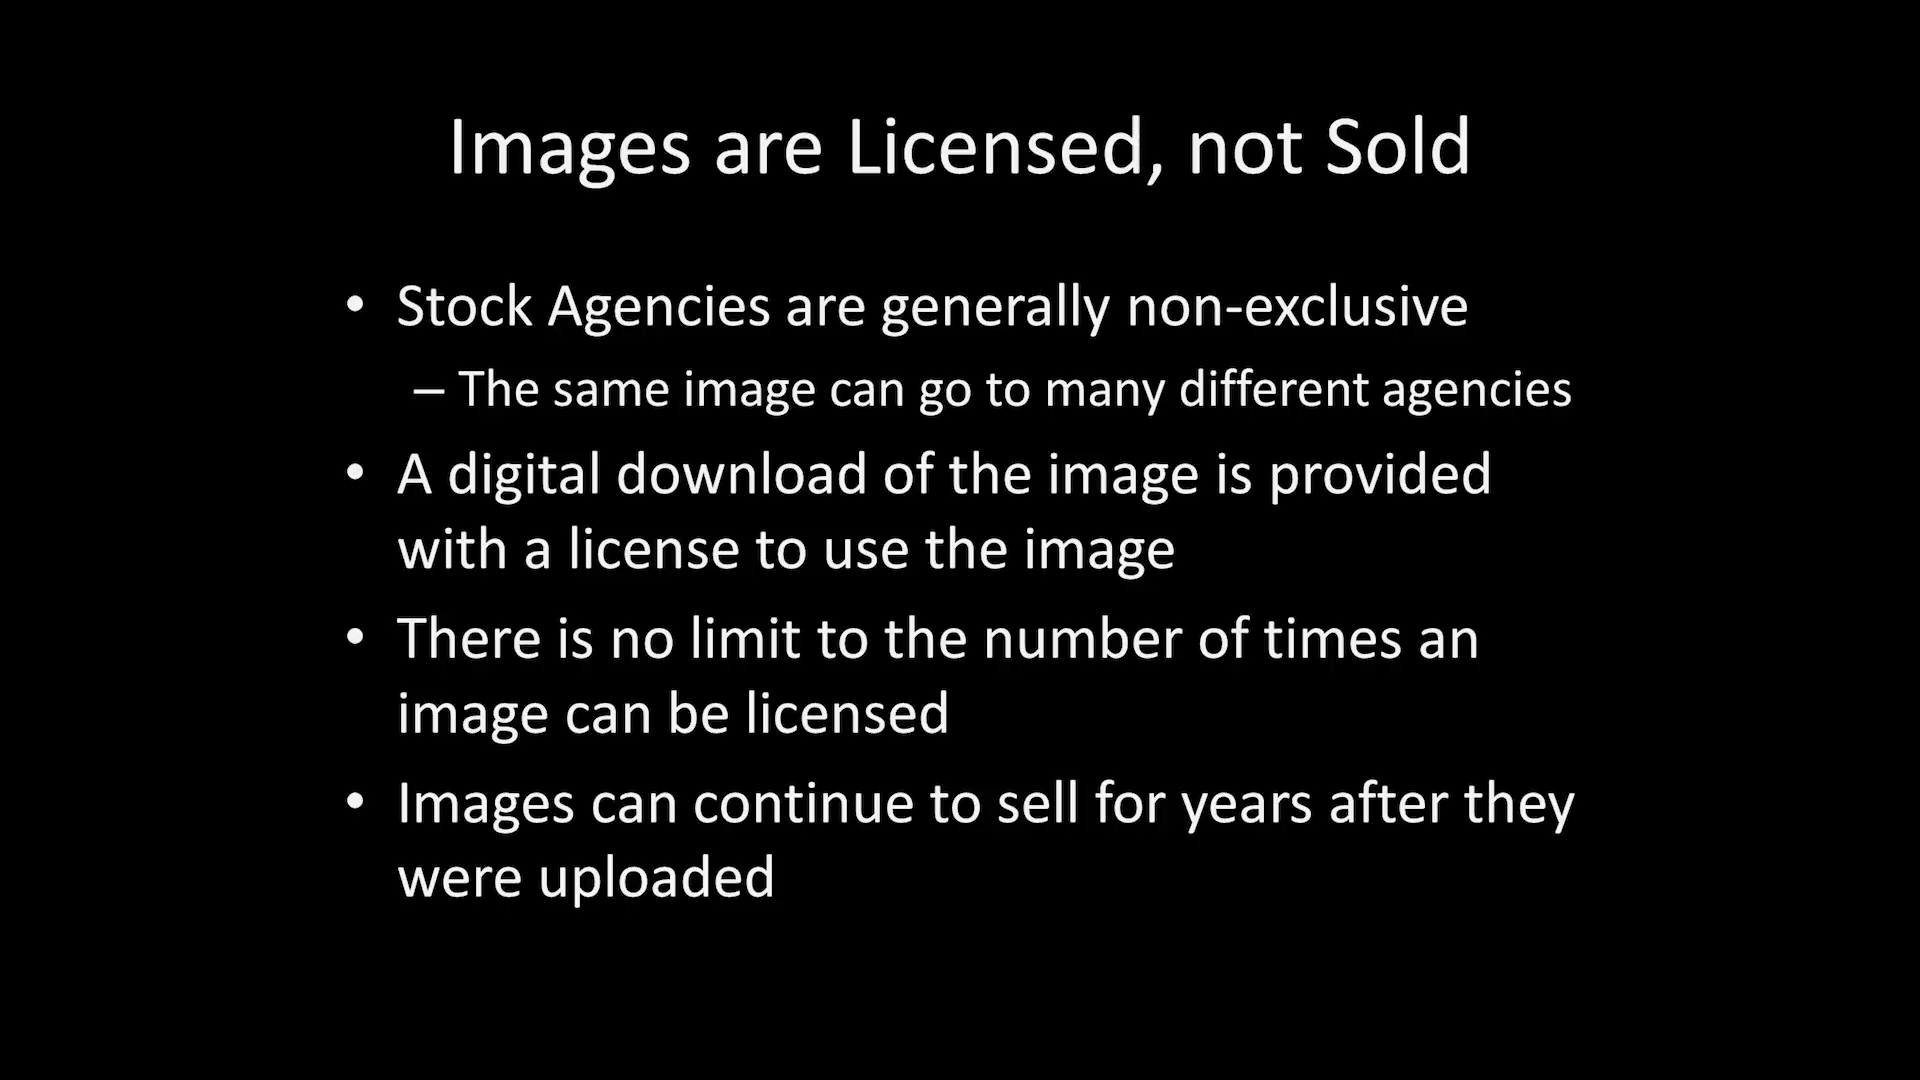 Images are Licensed, not Sold
• Stock Agencies are generally non-exclusive
– The same image can go to many different agencies
• A digital download of the image is provided
with a license to use the image
• There is no limit to the number of times an
image can be licensed
• Images can continue to sell for years after they
were uploaded